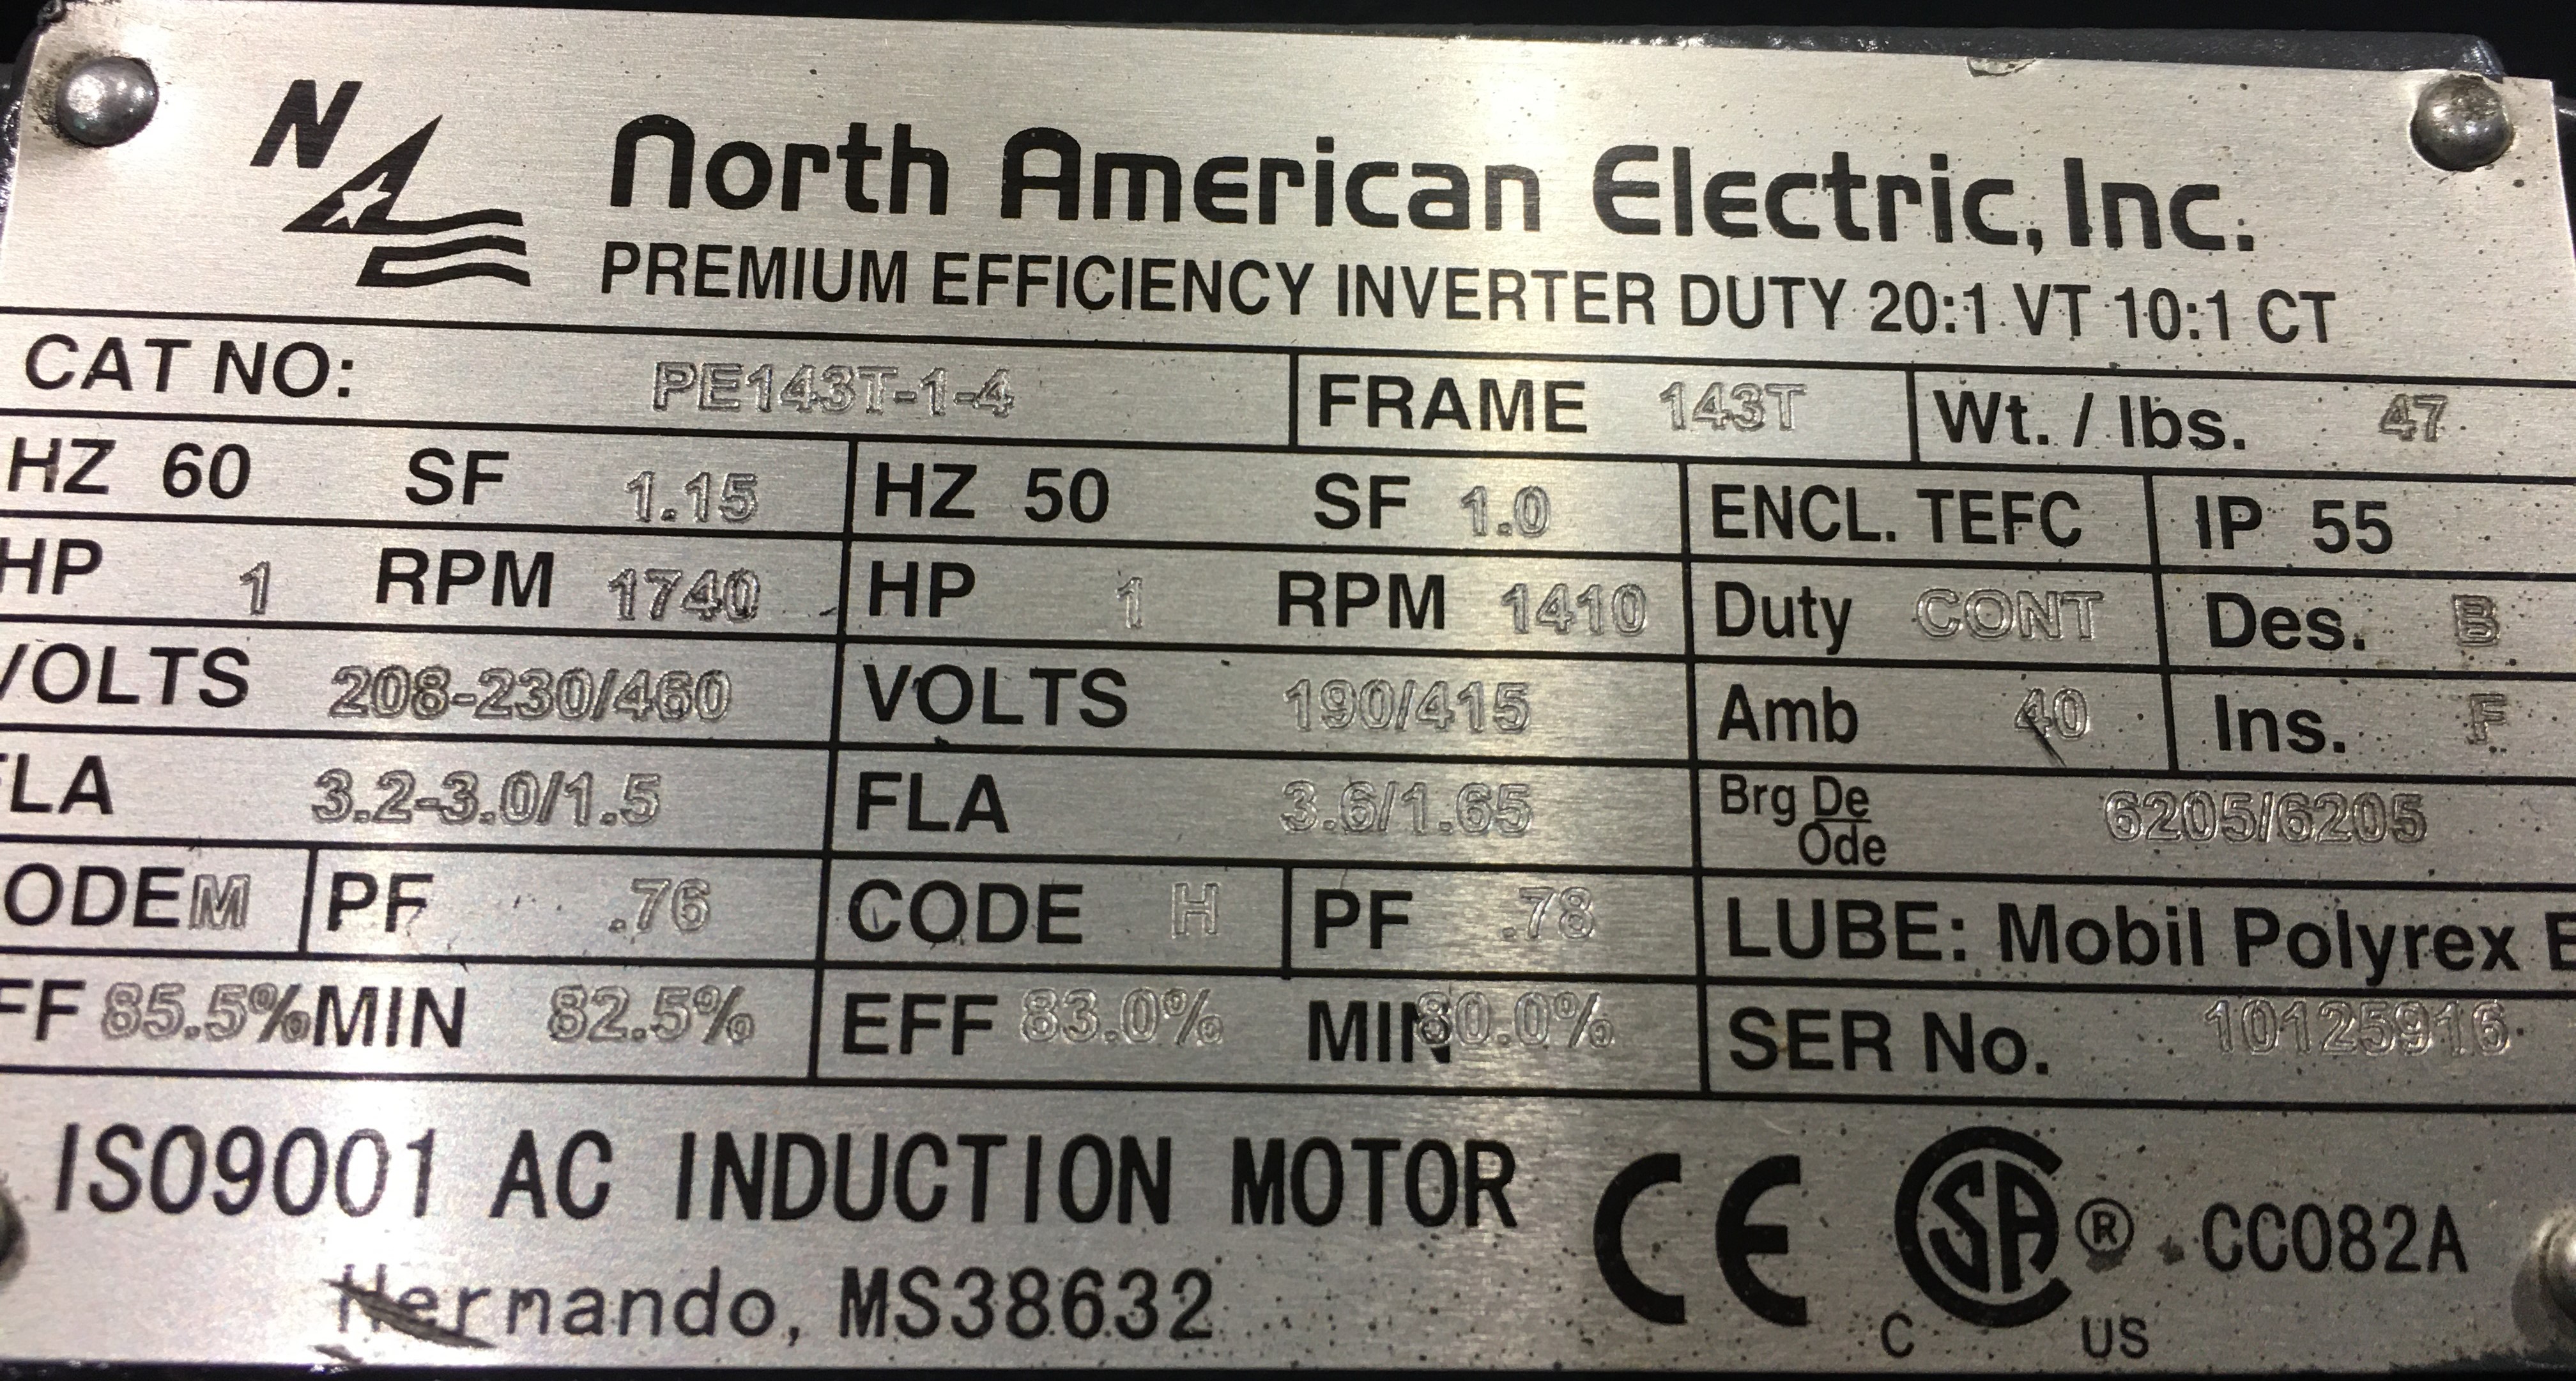 NAE
North American Electric, Inc.
PREMIUM EFFICIENCY INVERTER DUTY 20:1 VT 10:1 CT
CAT NO: PE143T-1-4 FRAME 143T Wt. / lbs. 47
HZ 60 SF 1.15 HZ 50 SF 1.0 ENCL. TEFC IP 55
HP 1 RPM 1740 HP 1 RPM 1410 Duty CONT Des. B
VOLTS 208-230/460 VOLTS 190/415 Amb 40 Ins. F
FLA 3.2-3.0/1.5 FLA 3.6/1.65 Brg De Ode 6205/6205
ODE M PF .76 CODE H PF .78 LUBE: Mobil Polyrex E
FF 85.5% MIN 82.5% EFF 83.0% MIN 80.0% SER No. 10125916
ISO9001 AC INDUCTION MOTOR CE CSA ® CC082A
Hernando, MS38632 C US